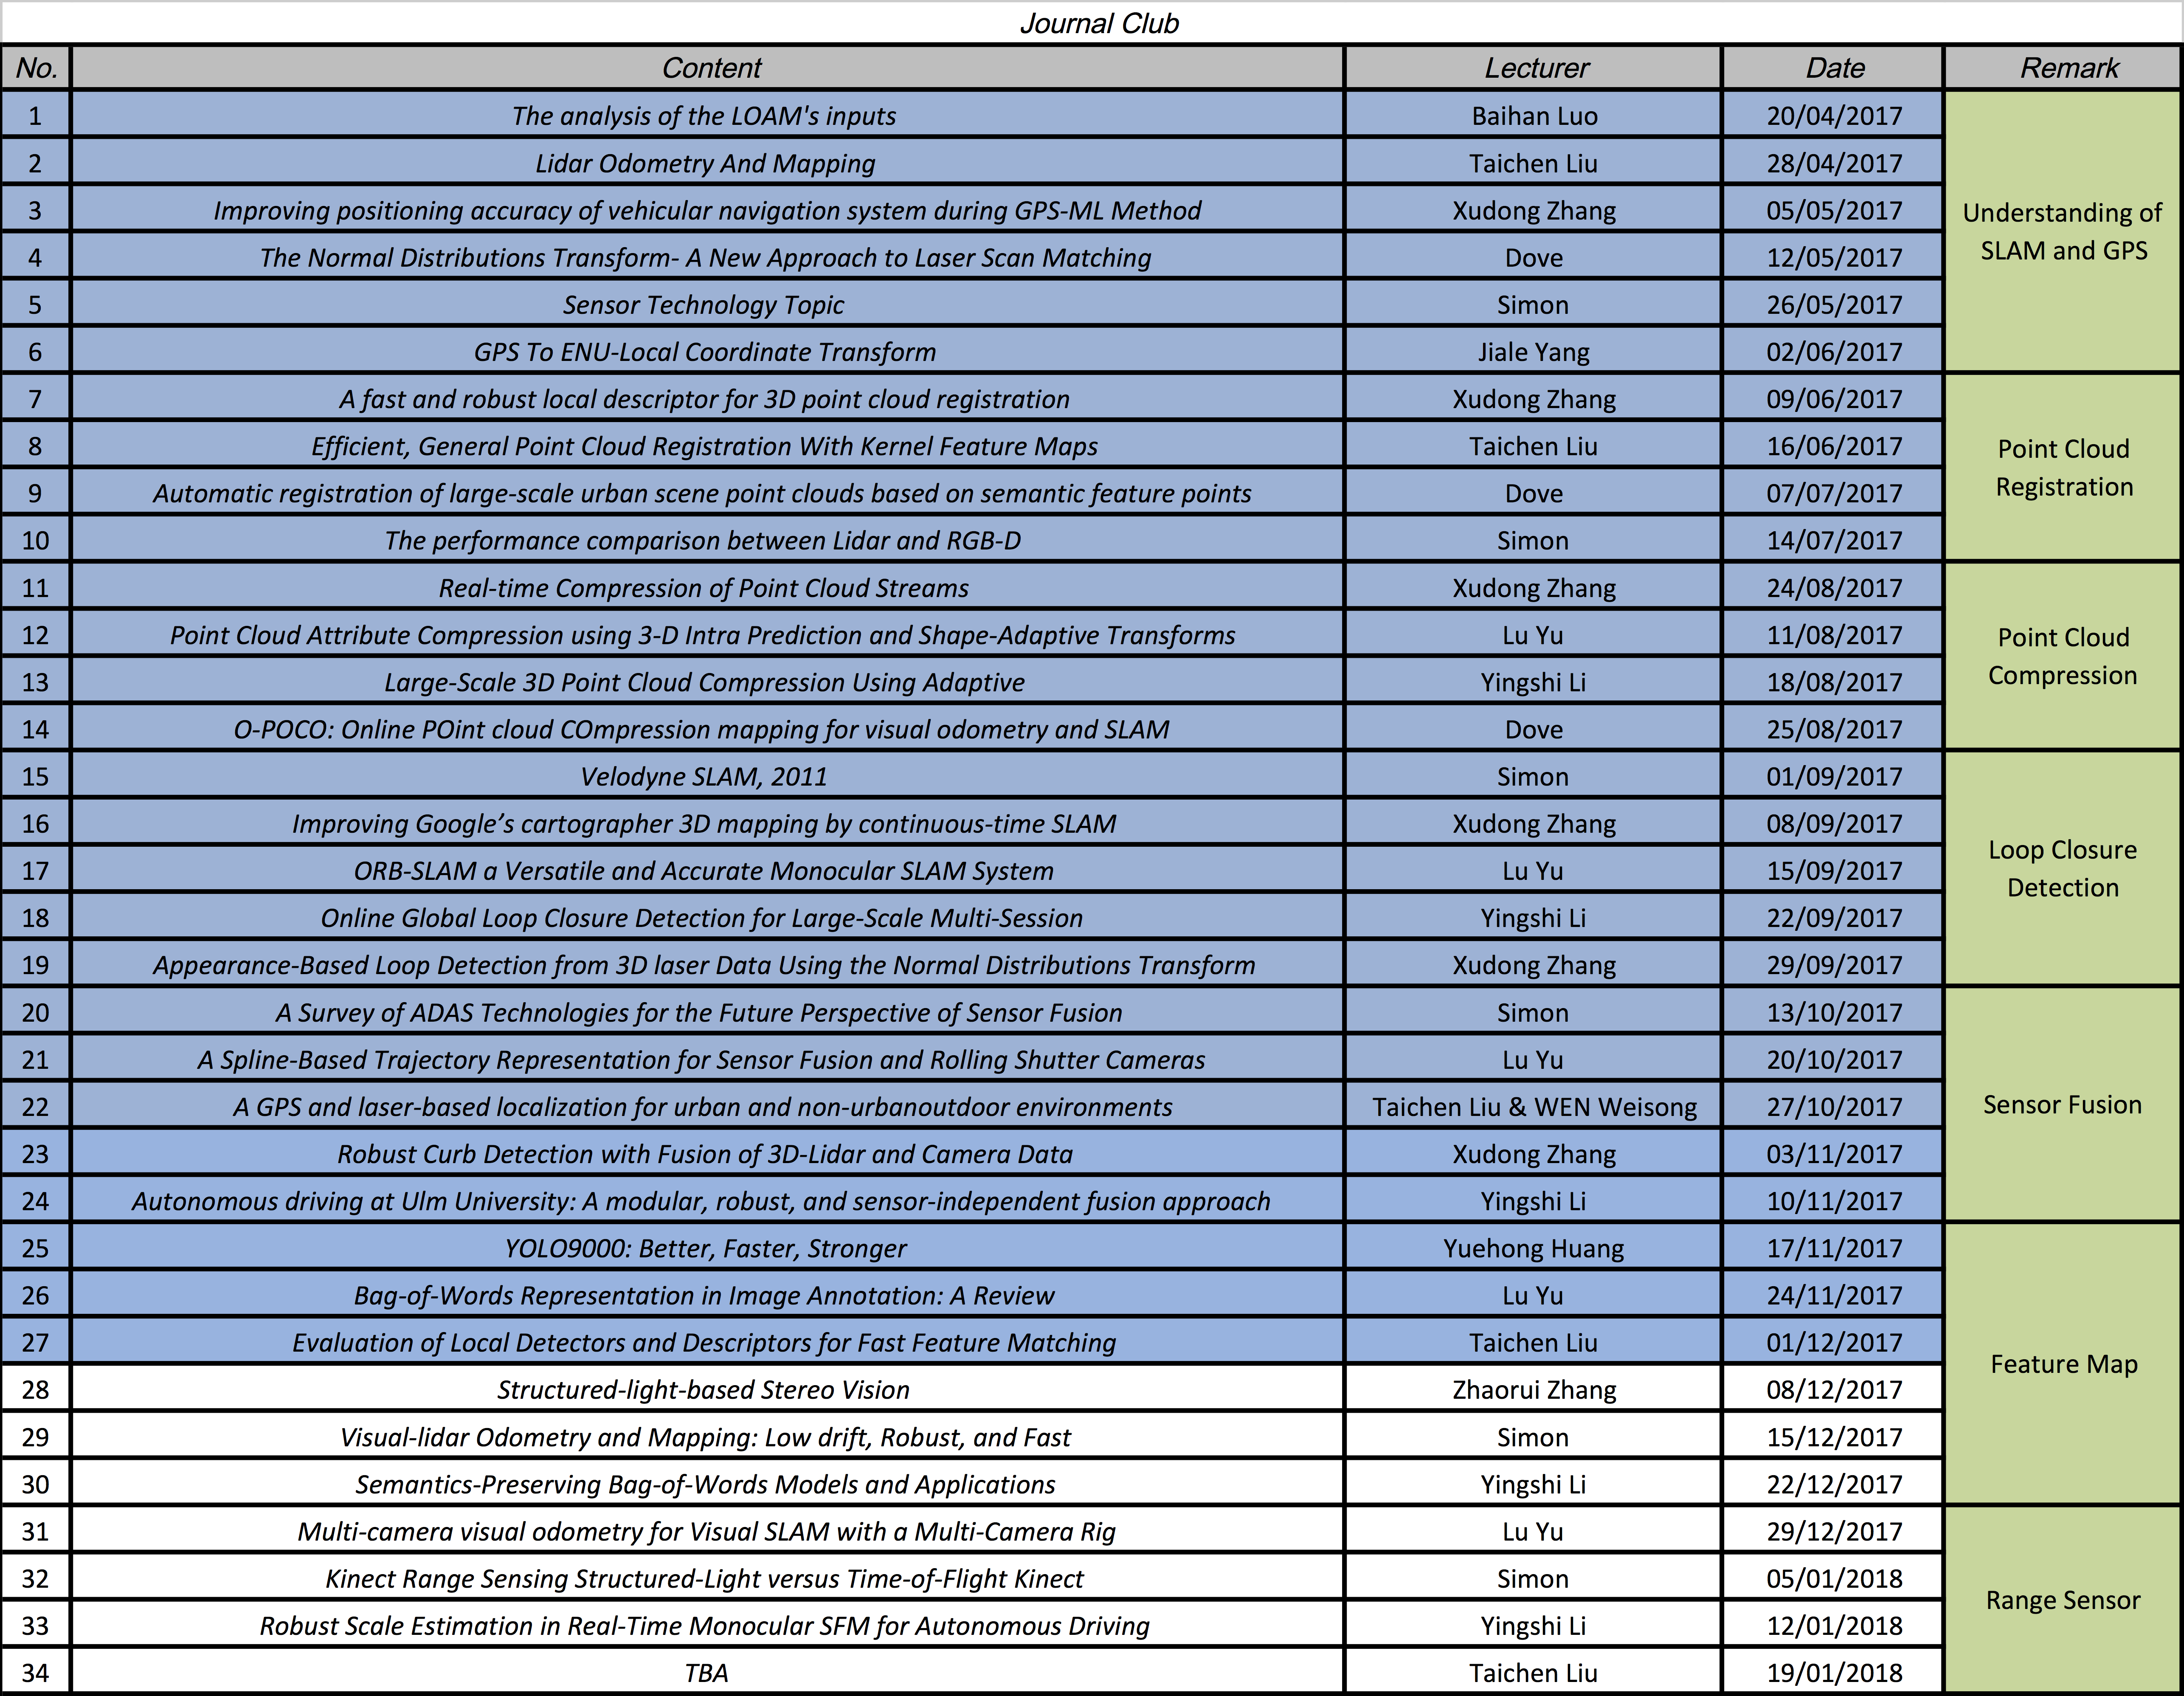 Journal Club
No. Content Lecturer Date Remark
1 The analysis of the LOAM's inputs Baihan Luo 20/04/2017
2 Lidar Odometry And Mapping Taichen Liu 28/04/2017
3 Improving positioning accuracy of vehicular navigation system during GPS-ML Method Xudong Zhang 05/05/2017
Understanding of
SLAM and GPS
4 The Normal Distributions Transform- A New Approach to Laser Scan Matching Dove 12/05/2017
5 Sensor Technology Topic Simon 26/05/2017
6 GPS To ENU-Local Coordinate Transform Jiale Yang 02/06/2017
7 A fast and robust local descriptor for 3D point cloud registration Xudong Zhang 09/06/2017
8 Efficient, General Point Cloud Registration With Kernel Feature Maps Taichen Liu 16/06/2017
Point Cloud
Registration
9 Automatic registration of large-scale urban scene point clouds based on semantic feature points Dove 07/07/2017
10 The performance comparison between Lidar and RGB-D Simon 14/07/2017
11 Real-time Compression of Point Cloud Streams Xudong Zhang 24/08/2017
12 Point Cloud Attribute Compression using 3-D Intra Prediction and Shape-Adaptive Transforms Lu Yu 11/08/2017
Point Cloud
Compression
13 Large-Scale 3D Point Cloud Compression Using Adaptive Yingshi Li 18/08/2017
14 O-POCO: Online POint cloud COmpression mapping for visual odometry and SLAM Dove 25/08/2017
15 Velodyne SLAM, 2011 Simon 01/09/2017
16 Improving Google’s cartographer 3D mapping by continuous-time SLAM Xudong Zhang 08/09/2017
17 ORB-SLAM a Versatile and Accurate Monocular SLAM System Lu Yu 15/09/2017
Loop Closure
Detection
18 Online Global Loop Closure Detection for Large-Scale Multi-Session Yingshi Li 22/09/2017
19 Appearance-Based Loop Detection from 3D laser Data Using the Normal Distributions Transform Xudong Zhang 29/09/2017
20 A Survey of ADAS Technologies for the Future Perspective of Sensor Fusion Simon 13/10/2017
21 A Spline-Based Trajectory Representation for Sensor Fusion and Rolling Shutter Cameras Lu Yu 20/10/2017
22 A GPS and laser-based localization for urban and non-urbanoutdoor environments Taichen Liu & WEN Weisong 27/10/2017 Sensor Fusion
23 Robust Curb Detection with Fusion of 3D-Lidar and Camera Data Xudong Zhang 03/11/2017
24 Autonomous driving at Ulm University: A modular, robust, and sensor-independent fusion approach Yingshi Li 10/11/2017
25 YOLO9000: Better, Faster, Stronger Yuehong Huang 17/11/2017
26 Bag-of-Words Representation in Image Annotation: A Review Lu Yu 24/11/2017
27 Evaluation of Local Detectors and Descriptors for Fast Feature Matching Taichen Liu 01/12/2017
Feature Map
28 Structured-light-based Stereo Vision Zhaorui Zhang 08/12/2017
29 Visual-lidar Odometry and Mapping: Low drift, Robust, and Fast Simon 15/12/2017
30 Semantics-Preserving Bag-of-Words Models and Applications Yingshi Li 22/12/2017
31 Multi-camera visual odometry for Visual SLAM with a Multi-Camera Rig Lu Yu 29/12/2017
32 Kinect Range Sensing Structured-Light versus Time-of-Flight Kinect Simon 05/01/2018
Range Sensor
33 Robust Scale Estimation in Real-Time Monocular SFM for Autonomous Driving Yingshi Li 12/01/2018
34 TBA Taichen Liu 19/01/2018